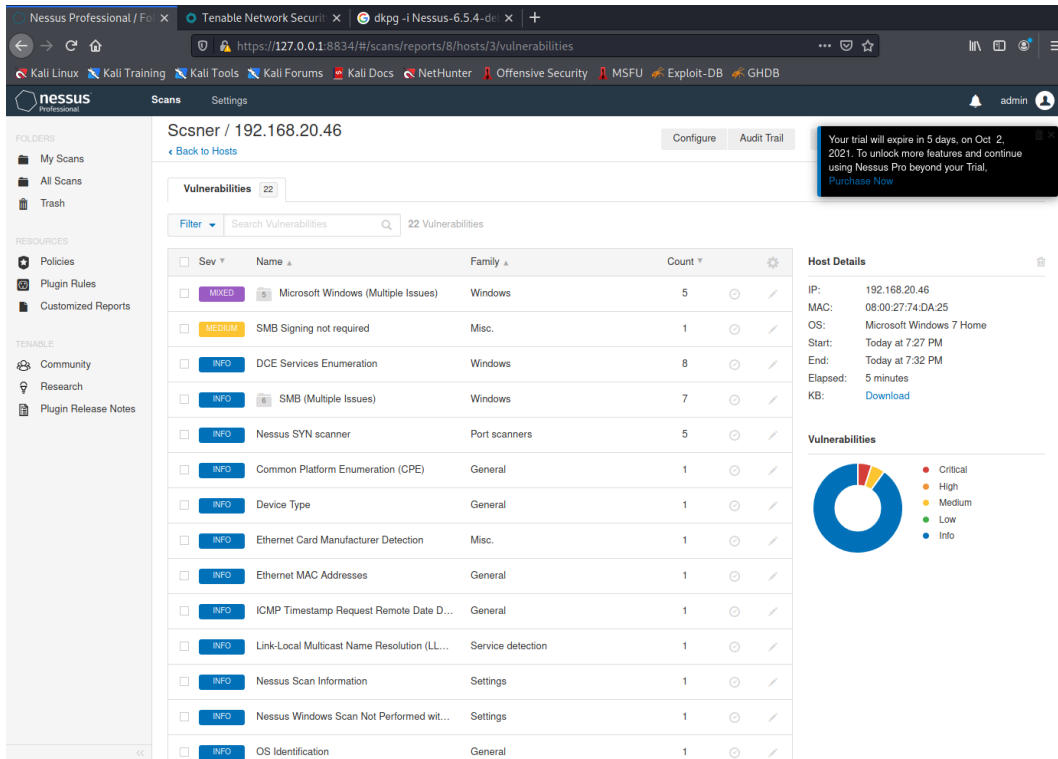 Nessus Professional / Fo
Tenable Network Securit
dkpg -i Nessus-6.5.4-de
https://127.0.0.1:8834/#/scans/reports/8/hosts/3/vulnerabilities
Kali Linux Kali Training Kali Tools Kali Forums Kali Docs NetHunter Offensive Security MSFU Exploit-DB GHDB
nessus
Professional
Scans Settings
admin
FOLDERS
My Scans
All Scans
Trash
RESOURCES
Policies
Plugin Rules
Customized Reports
TENABLE
Community
Research
Plugin Release Notes
Scsner / 192.168.20.46
‹ Back to Hosts
Configure Audit Trail
Your trial will expire in 5 days, on Oct 2,
2021. To unlock more features and continue
using Nessus Pro beyond your Trial,
Purchase Now
Vulnerabilities 22
Filter Search Vulnerabilities 22 Vulnerabilities
Sev Name Family Count
MIXED 5 Microsoft Windows (Multiple Issues) Windows 5
MEDIUM SMB Signing not required Misc. 1
INFO DCE Services Enumeration Windows 8
INFO 6 SMB (Multiple Issues) Windows 7
INFO Nessus SYN scanner Port scanners 5
INFO Common Platform Enumeration (CPE) General 1
INFO Device Type General 1
INFO Ethernet Card Manufacturer Detection Misc. 1
INFO Ethernet MAC Addresses General 1
INFO ICMP Timestamp Request Remote Date D... General 1
INFO Link-Local Multicast Name Resolution (LL... Service detection 1
INFO Nessus Scan Information Settings 1
INFO Nessus Windows Scan Not Performed wit... Settings 1
INFO OS Identification General 1
Host Details
IP: 192.168.20.46
MAC: 08:00:27:74:DA:25
OS: Microsoft Windows 7 Home
Start: Today at 7:27 PM
End: Today at 7:32 PM
Elapsed: 5 minutes
KB: Download
Vulnerabilities
Critical
High
Medium
Low
Info